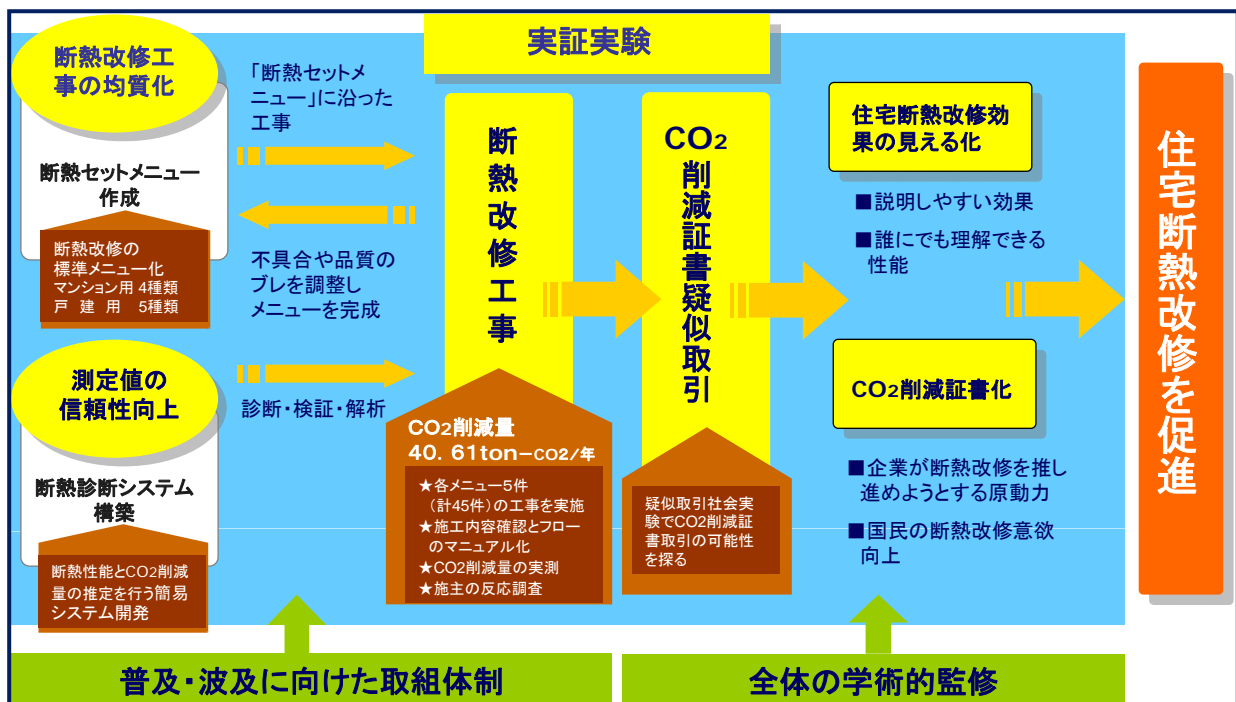 実証実験
断熱改修工
事の均質化
断熱セットメニュー
作成
断熱改修の
標準メニュー化
マンション用 4種類
戸 建 用 5種類
測定値の
信頼性向上
断熱診断システム
構築
断熱性能とCO2削減
量の推定を行う簡易
システム開発
「断熱セットメ
ニュー」に沿った
工事
不具合や品質の
ブレを調整し
メニューを完成
診断・検証・解析
断熱改修工事
CO2削減量
40. 61ton-CO2/年
★各メニュー5件
(計45件)の工事を実施
★施工内容確認とフロー
のマニュアル化
★CO2削減量の実測
★施主の反応調査
CO2削減証書疑似取引
疑似取引社会実
験でCO2削減証
書取引の可能性
を探る
住宅断熱改修効
果の見える化
■説明しやすい効果
■誰にでも理解できる
性能
CO2削減証書化
■企業が断熱改修を推し
進めようとする原動力
■国民の断熱改修意欲
向上
住宅断熱改修を促進
普及・波及に向けた取組体制
全体の学術的監修